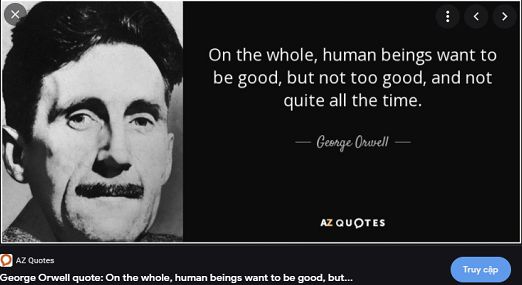 On the whole, human beings want to
be good, but not too good, and not
quite all the time.
— George Orwell —
AZ QUOTES
AZ Quotes
George Orwell quote: On the whole, human beings want to be good, but...
Truy cập